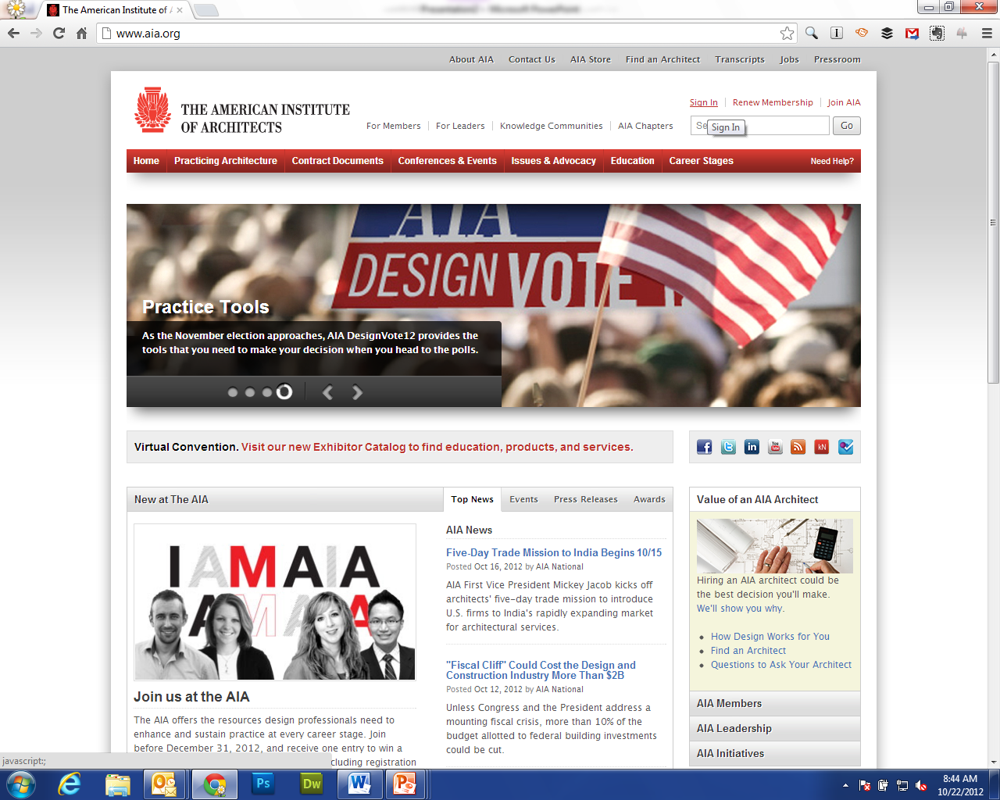 The American Institute of A
www.aia.org
About AIA Contact Us AIA Store Find an Architect Transcripts Jobs Pressroom
THE AMERICAN INSTITUTE
OF ARCHITECTS
Sign In Renew Membership Join AIA
For Members For Leaders Knowledge Communities AIA Chapters
Se Sign In Go
Home Practicing Architecture Contract Documents Conferences & Events Issues & Advocacy Education Career Stages Need Help?
AIA
DESIGN VOTE
Practice Tools
As the November election approaches, AIA DesignVote12 provides the
tools that you need to make your decision when you head to the polls.
Virtual Convention. Visit our new Exhibitor Catalog to find education, products, and services.
f t in You Tube kN
New at The AIA
Top News Events Press Releases Awards
I AM AIA
AIA News
Five-Day Trade Mission to India Begins 10/15
Posted Oct 16, 2012 by AIA National
AIA First Vice President Mickey Jacob kicks off
architects' five-day trade mission to introduce
U.S. firms to India's rapidly expanding market
for architectural services.
"Fiscal Cliff" Could Cost the Design and
Construction Industry More Than $2B
Posted Oct 12, 2012 by AIA National
Unless Congress and the President address a
mounting fiscal crisis, more than 10% of the
budget allotted to federal building investments
could be cut.
Join us at the AIA
The AIA offers the resources design professionals need to
enhance and sustain practice at every career stage. Join
before December 31, 2012, and receive one entry to win a
cluding registration
Value of an AIA Architect
Hiring an AIA architect could be
the best decision you'll make.
We'll show you why.
How Design Works for You
Find an Architect
Questions to Ask Your Architect
AIA Members
AIA Leadership
AIA Initiatives
javascript:;
Ps Dw W P
8:44 AM
10/22/2012